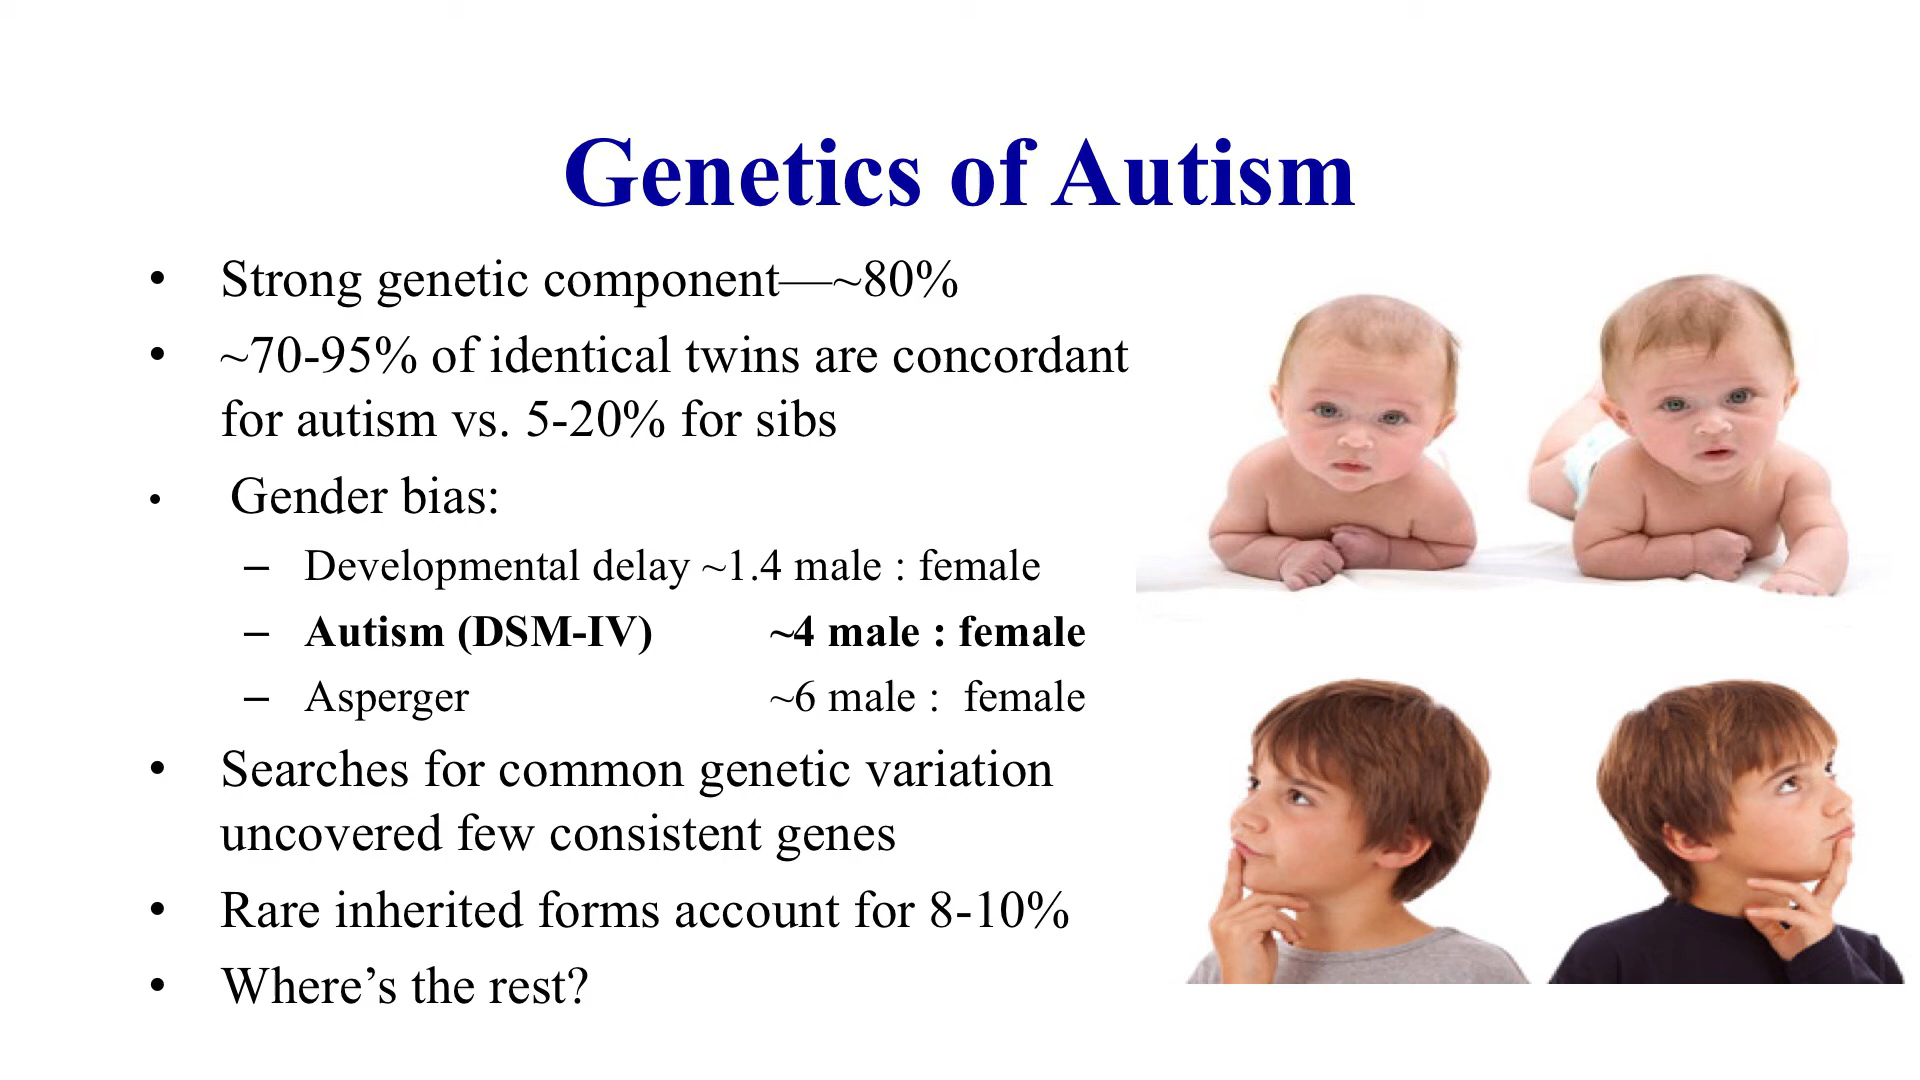 Genetics of Autism
• Strong genetic component—~80%
• ~70-95% of identical twins are concordant
for autism vs. 5-20% for sibs
• Gender bias:
– Developmental delay ~1.4 male : female
– Autism (DSM-IV) ~4 male : female
– Asperger ~6 male : female
• Searches for common genetic variation
uncovered few consistent genes
• Rare inherited forms account for 8-10%
• Where’s the rest?